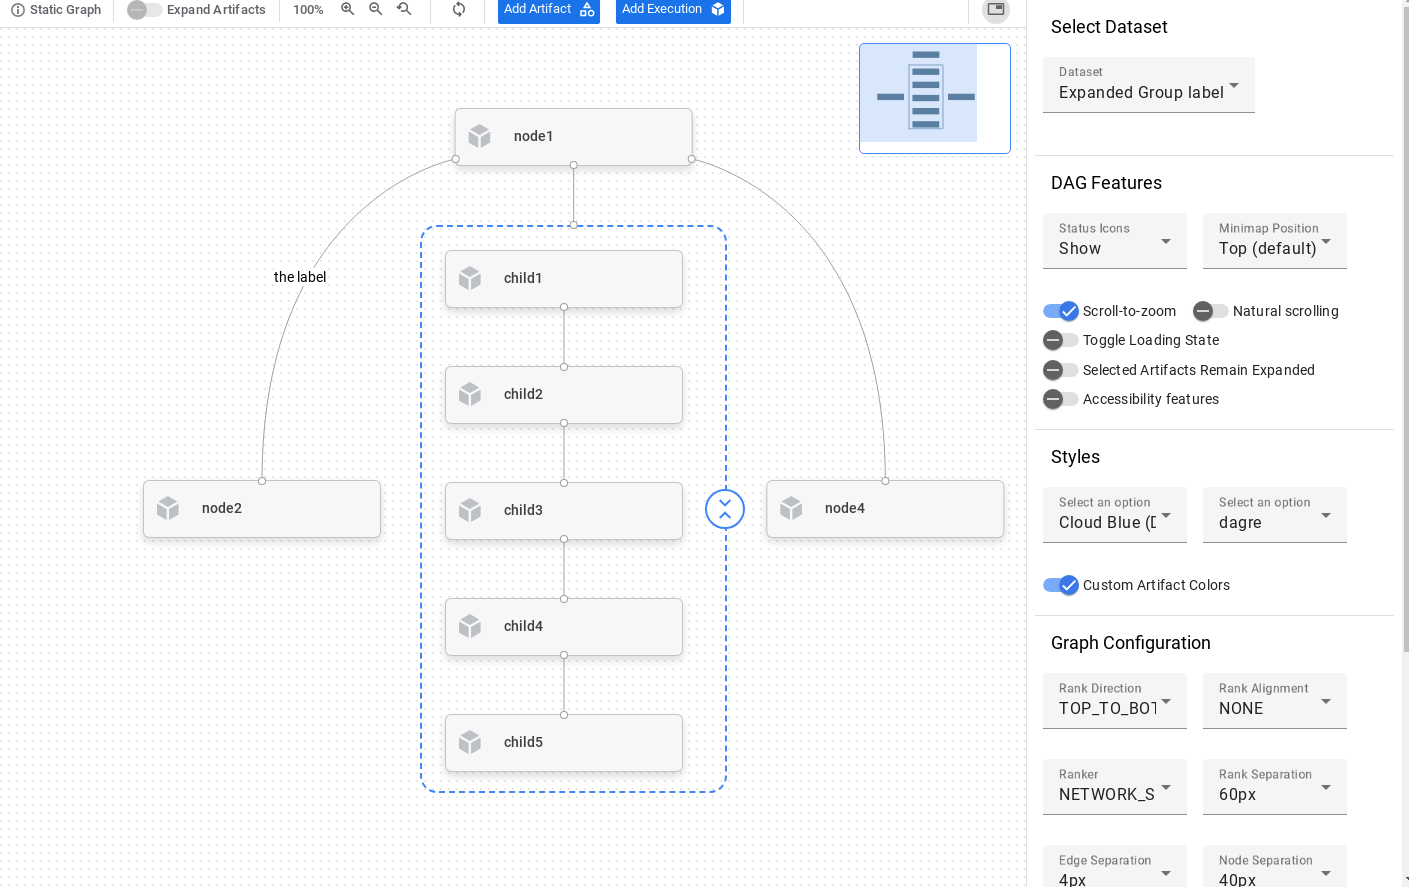 Static Graph
Expand Artifacts
100%
Add Artifact
Add Execution
node1
the label
child1
child2
child3
child4
child5
node2
node4
Select Dataset
Dataset
Expanded Group label
DAG Features
Status Icons
Show
Minimap Position
Top (default)
Scroll-to-zoom
Natural scrolling
Toggle Loading State
Selected Artifacts Remain Expanded
Accessibility features
Styles
Select an option
Cloud Blue (D
Select an option
dagre
Custom Artifact Colors
Graph Configuration
Rank Direction
TOP_TO_BOT
Rank Alignment
NONE
Ranker
NETWORK_S
Rank Separation
60px
Edge Separation
4px
Node Separation
40px